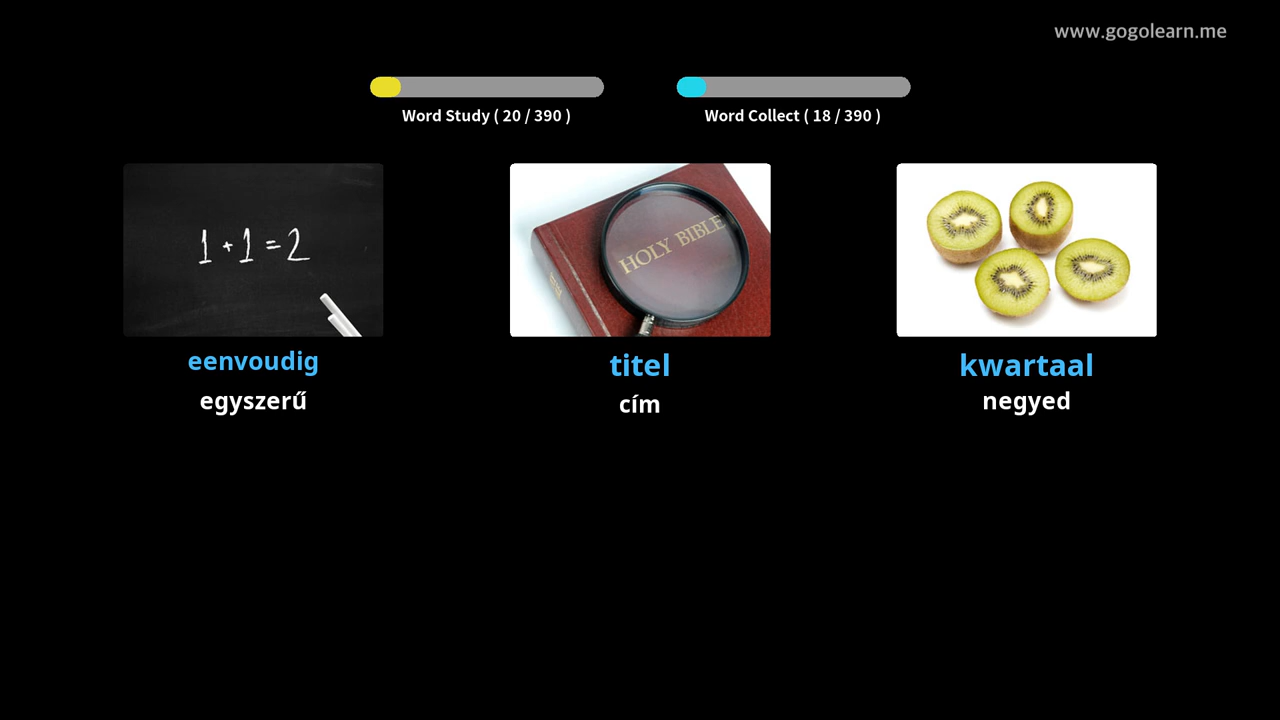 www.gogolearn.me
Word Study ( 20 / 390 )
Word Collect ( 18 / 390 )
1 + 1 = 2
HOLY BIBLE
eenvoudig
titel
kwartaal
egyszerű
cím
negyed